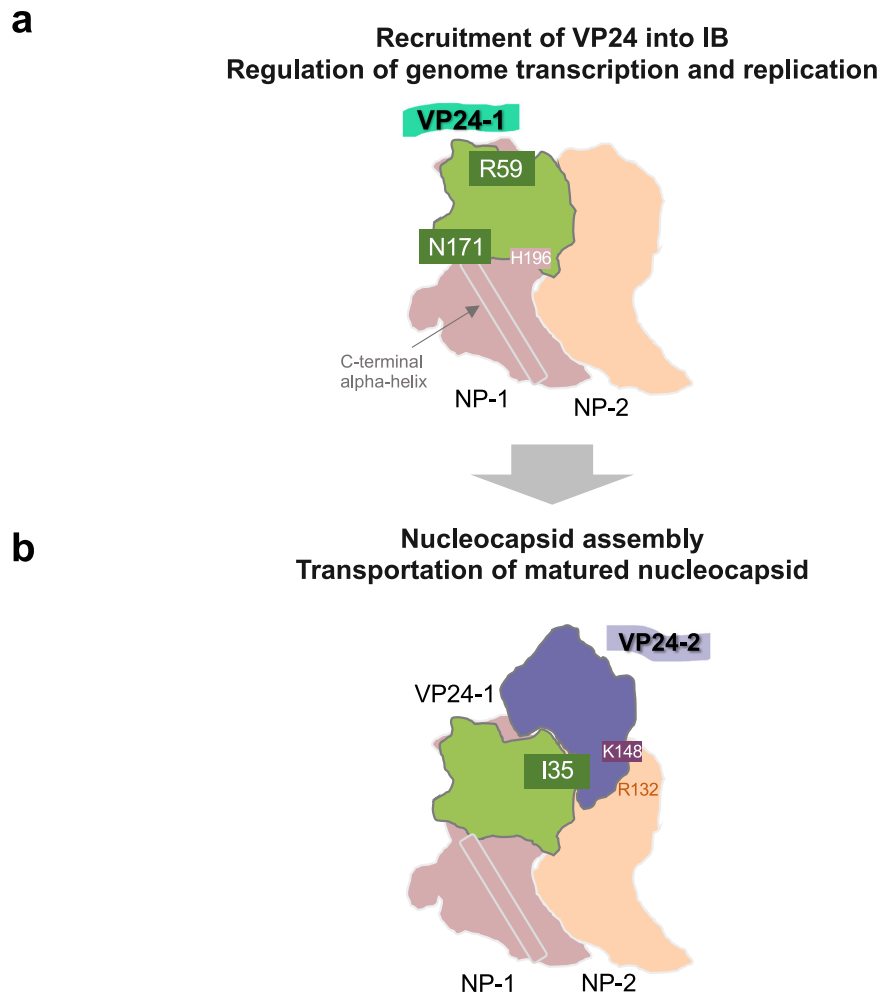 a
Recruitment of VP24 into IB
Regulation of genome transcription and replication
VP24-1
R59
N171
H196
C-terminal
alpha-helix
NP-1
NP-2
b
Nucleocapsid assembly
Transportation of matured nucleocapsid
VP24-2
VP24-1
K148
I35
R132
NP-1
NP-2